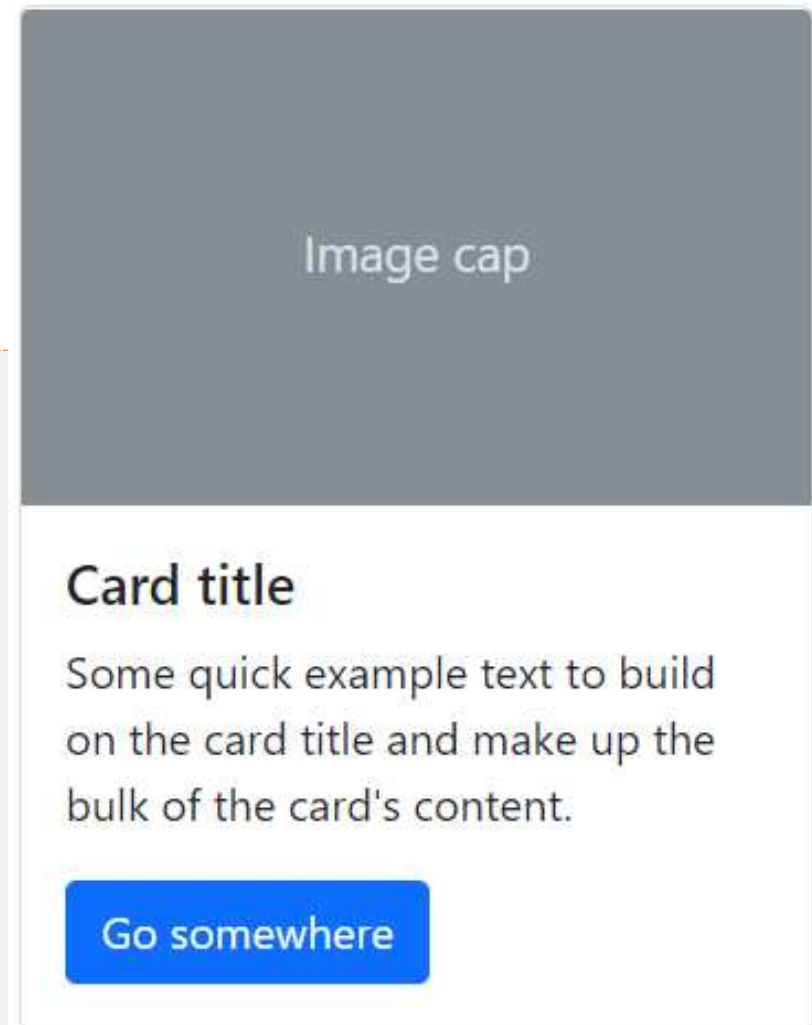 Image cap
Card title
Some quick example text to build
on the card title and make up the
bulk of the card's content.
Go somewhere